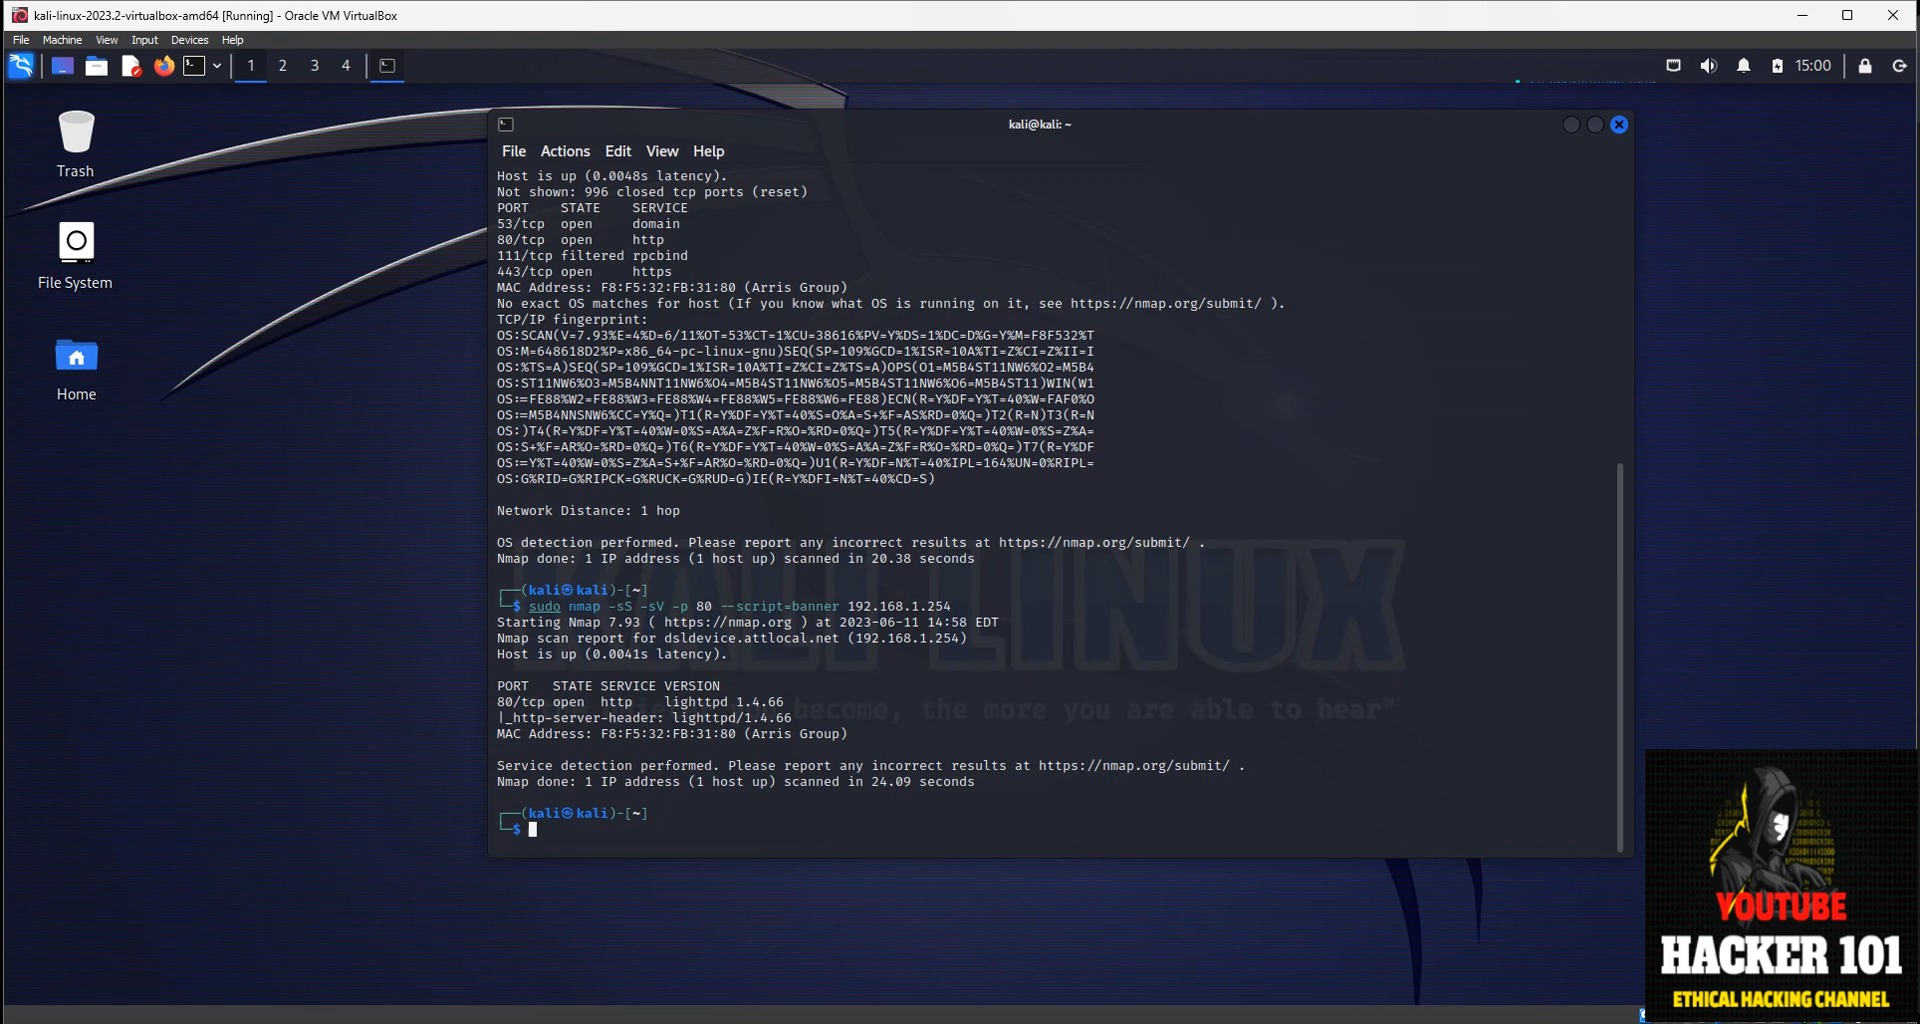 kali-linux-2023.2-virtualbox-amd64 [Running] - Oracle VM VirtualBox
File Machine View Input Devices Help
1 2 3 4 15:00
Trash
File System
Home
kali@kali: ~
File Actions Edit View Help
Host is up (0.0048s latency).
Not shown: 996 closed tcp ports (reset)
PORT STATE SERVICE
53/tcp open domain
80/tcp open http
111/tcp filtered rpcbind
443/tcp open https
MAC Address: F8:F5:32:FB:31:80 (Arris Group)
No exact OS matches for host (If you know what OS is running on it, see https://nmap.org/submit/ ).
TCP/IP fingerprint:
OS:SCAN(V=7.93%E=4%D=6/11%OT=53%CT=1%CU=38616%PV=Y%DS=1%DC=D%G=Y%M=F8F532%T
OS:M=648618D2%P=x86_64-pc-linux-gnu)SEQ(SP=109%GCD=1%ISR=10A%TI=Z%CI=Z%II=I
OS:%TS=A)SEQ(SP=109%GCD=1%ISR=10A%TI=Z%CI=Z%TS=A)OPS(O1=M5B4ST11NW6%O2=M5B4
OS:ST11NW6%O3=M5B4NNT11NW6%O4=M5B4ST11NW6%O5=M5B4ST11NW6%O6=M5B4ST11)WIN(W1
OS:=FE88%W2=FE88%W3=FE88%W4=FE88%W5=FE88%W6=FE88)ECN(R=Y%DF=Y%T=40%W=FAF0%O
OS:=M5B4NNSNW6%CC=Y%Q=)T1(R=Y%DF=Y%T=40%S=O%A=S+%F=AS%RD=0%Q=)T2(R=N)T3(R=N
OS:)T4(R=Y%DF=Y%T=40%W=0%S=A%A=Z%F=R%O=%RD=0%Q=)T5(R=Y%DF=Y%T=40%W=0%S=Z%A=
OS:S+%F=AR%O=%RD=0%Q=)T6(R=Y%DF=Y%T=40%W=0%S=A%A=Z%F=R%O=%RD=0%Q=)T7(R=Y%DF
OS:=Y%T=40%W=0%S=Z%A=S+%F=AR%O=%RD=0%Q=)U1(R=Y%DF=N%T=40%IPL=164%UN=0%RIPL=
OS:G%RID=G%RIPCK=G%RUCK=G%RUD=G)IE(R=Y%DFI=N%T=40%CD=S)
Network Distance: 1 hop
OS detection performed. Please report any incorrect results at https://nmap.org/submit/ .
Nmap done: 1 IP address (1 host up) scanned in 20.38 seconds
┌──(kali㉿kali)-[~]
└─$ sudo nmap -sS -sV -p 80 --script=banner 192.168.1.254
Starting Nmap 7.93 ( https://nmap.org ) at 2023-06-11 14:58 EDT
Nmap scan report for dsldevice.attlocal.net (192.168.1.254)
Host is up (0.0041s latency).
PORT STATE SERVICE VERSION
80/tcp open http lighttpd 1.4.66
|_http-server-header: lighttpd/1.4.66
MAC Address: F8:F5:32:FB:31:80 (Arris Group)
Service detection performed. Please report any incorrect results at https://nmap.org/submit/ .
Nmap done: 1 IP address (1 host up) scanned in 24.09 seconds
┌──(kali㉿kali)-[~]
└─$
KALI LINUX
become, the more you are able to hear"
YOUTUBE
HACKER 101
ETHICAL HACKING CHANNEL